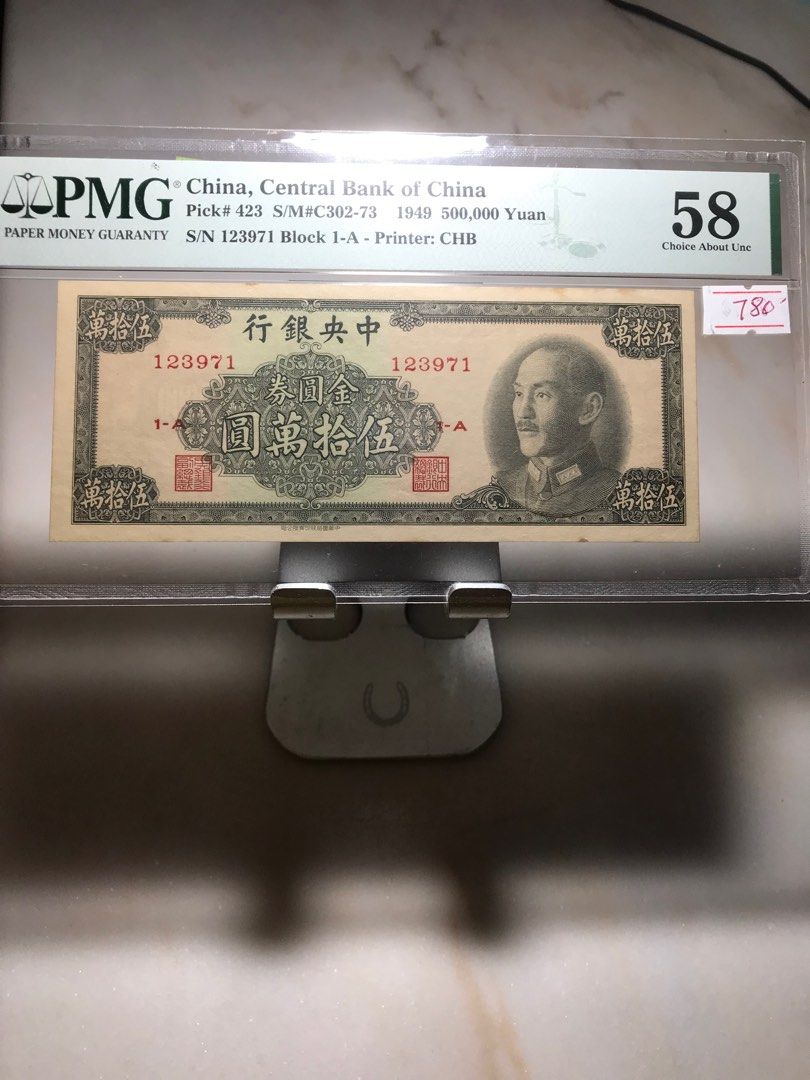 PMG®
PAPER MONEY GUARANTY
China, Central Bank of China
Pick# 423 S/M#C302-73 1949 500,000 Yuan
S/N 123971 Block 1-A - Printer: CHB
58
Choice About Unc
780
行銀央中
萬拾伍
萬拾伍
123971
123971
券圓金
圓萬拾伍
1-A
1-A
萬拾伍
萬拾伍